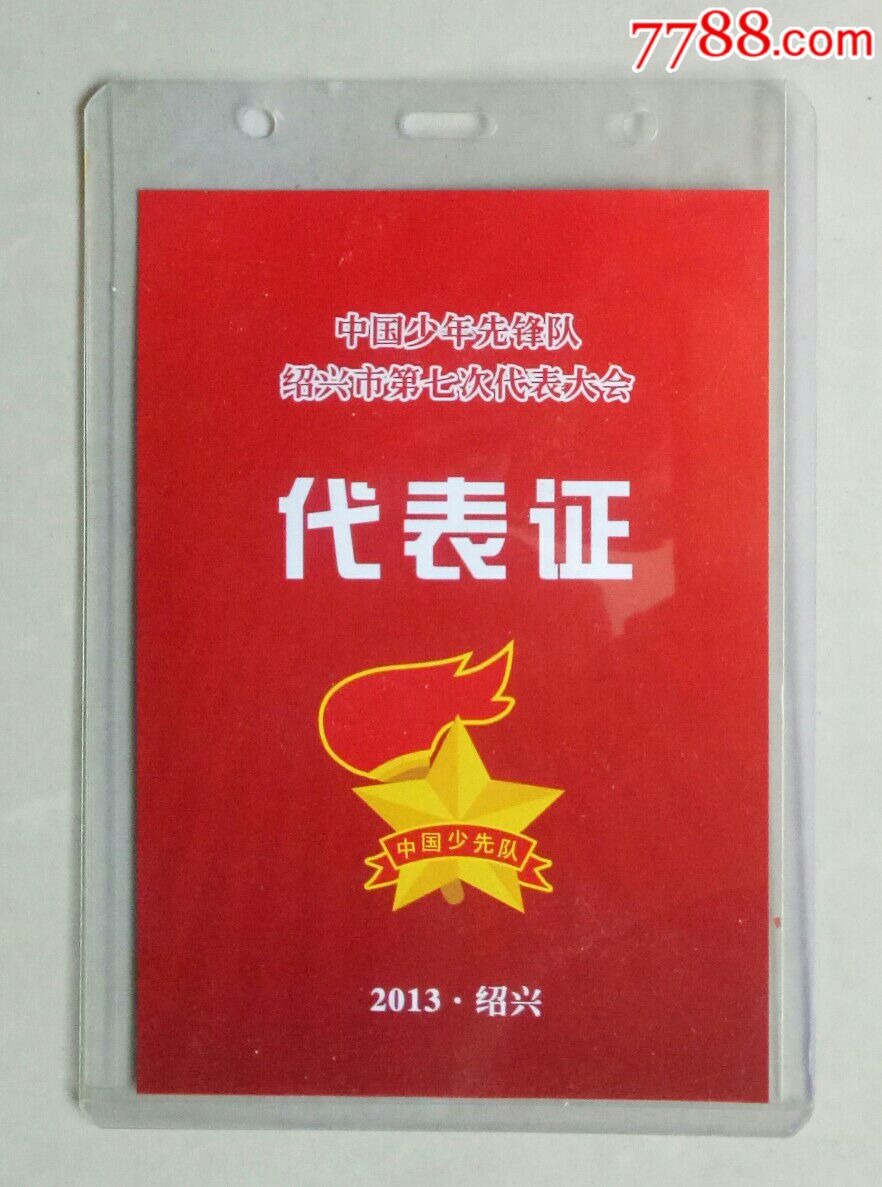 7788.com
中国少年先锋队
绍兴市第七次代表大会
代表证
中国少先队
2013·绍兴